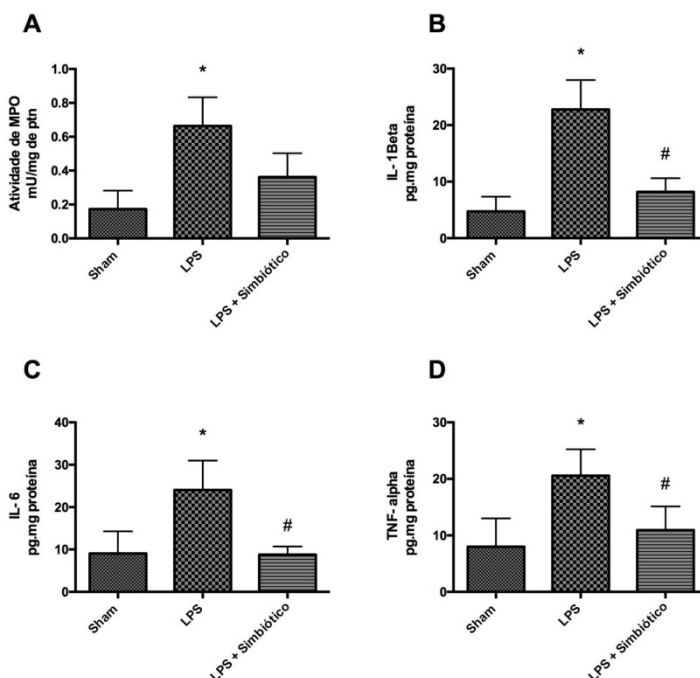 A
Atividade de MPO
mU/mg de ptn
1.0
0.8
0.6
0.4
0.2
0.0
*
Sham
LPS
LPS + Simbiótico
B
IL- 1Beta
pg.mg proteína
30
20
10
0
*
#
Sham
LPS
LPS + Simbiótico
C
IL- 6
pg.mg proteína
40
30
20
10
0
*
#
Sham
LPS
LPS + Simbiótico
D
TNF- alpha
pg.mg proteína
30
20
10
0
*
#
Sham
LPS
LPS + Simbiótico